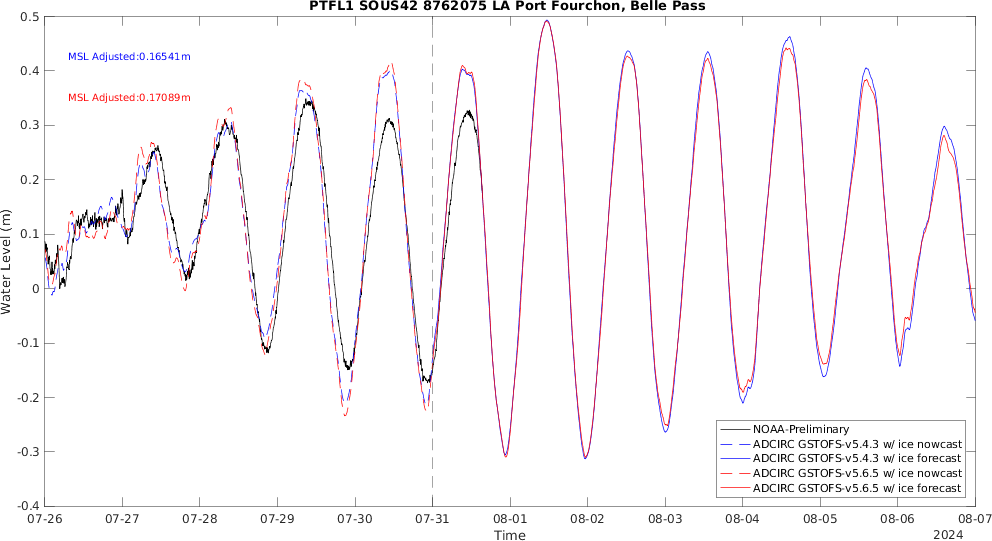 PTFL1 SOUS42 8762075 LA Port Fourchon, Belle Pass
0.5
0.4
0.3
0.2
0.1
0
-0.1
-0.2
-0.3
-0.4
Water Level (m)
MSL Adjusted:0.16541m
MSL Adjusted:0.17089m
NOAA-Preliminary
ADCIRC GSTOFS-v5.4.3 w/ ice nowcast
ADCIRC GSTOFS-v5.4.3 w/ ice forecast
ADCIRC GSTOFS-v5.6.5 w/ ice nowcast
ADCIRC GSTOFS-v5.6.5 w/ ice forecast
07-26 07-27 07-28 07-29 07-30 07-31 08-01 08-02 08-03 08-04 08-05 08-06 08-07
Time
2024